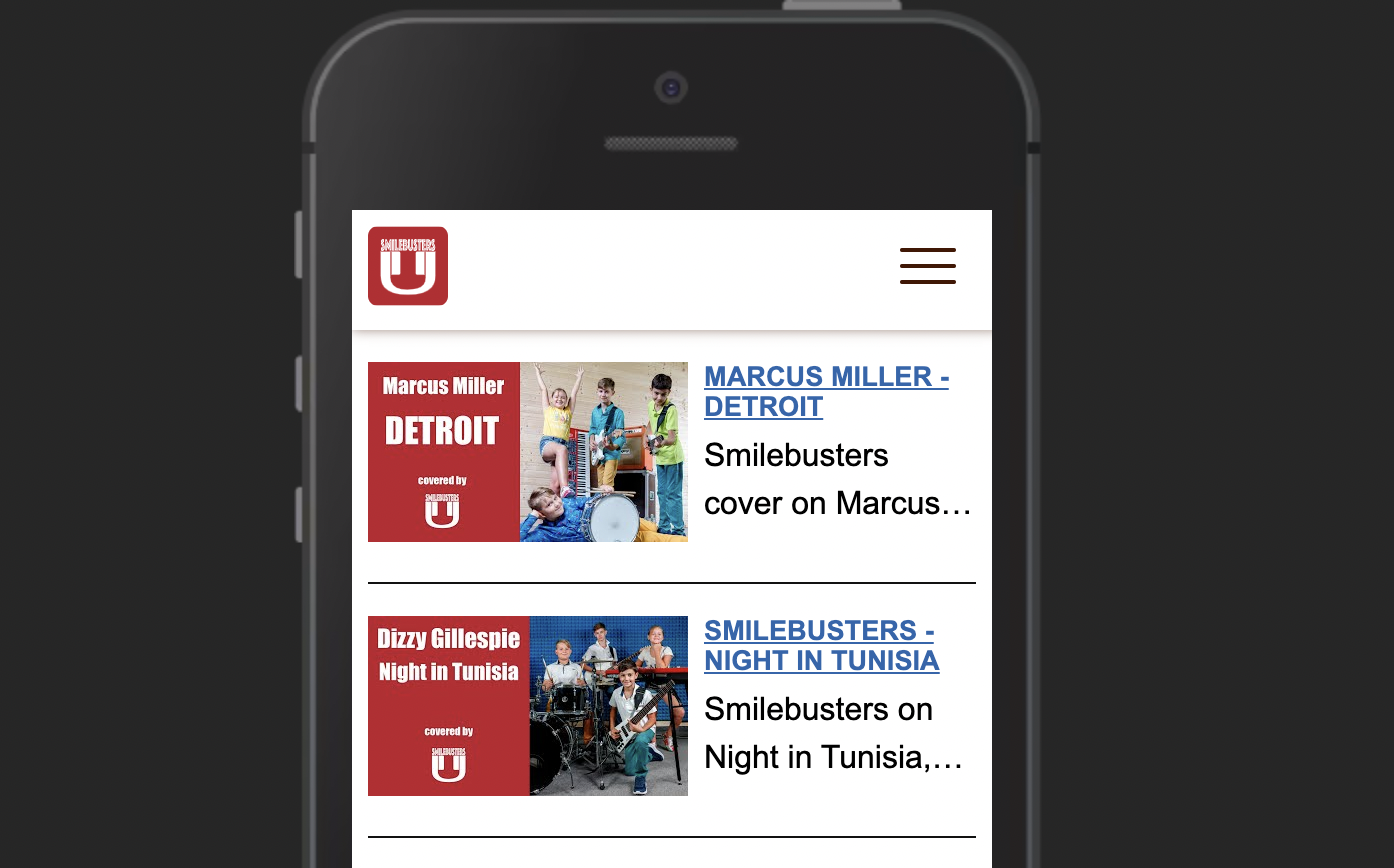 SMILEBUSTERS
Marcus Miller
DETROIT
covered by
SMILEBUSTERS
MARCUS MILLER -
DETROIT
Smilebusters
cover on Marcus…
Dizzy Gillespie
Night in Tunisia
covered by
SMILEBUSTERS
SMILEBUSTERS -
NIGHT IN TUNISIA
Smilebusters on
Night in Tunisia,…